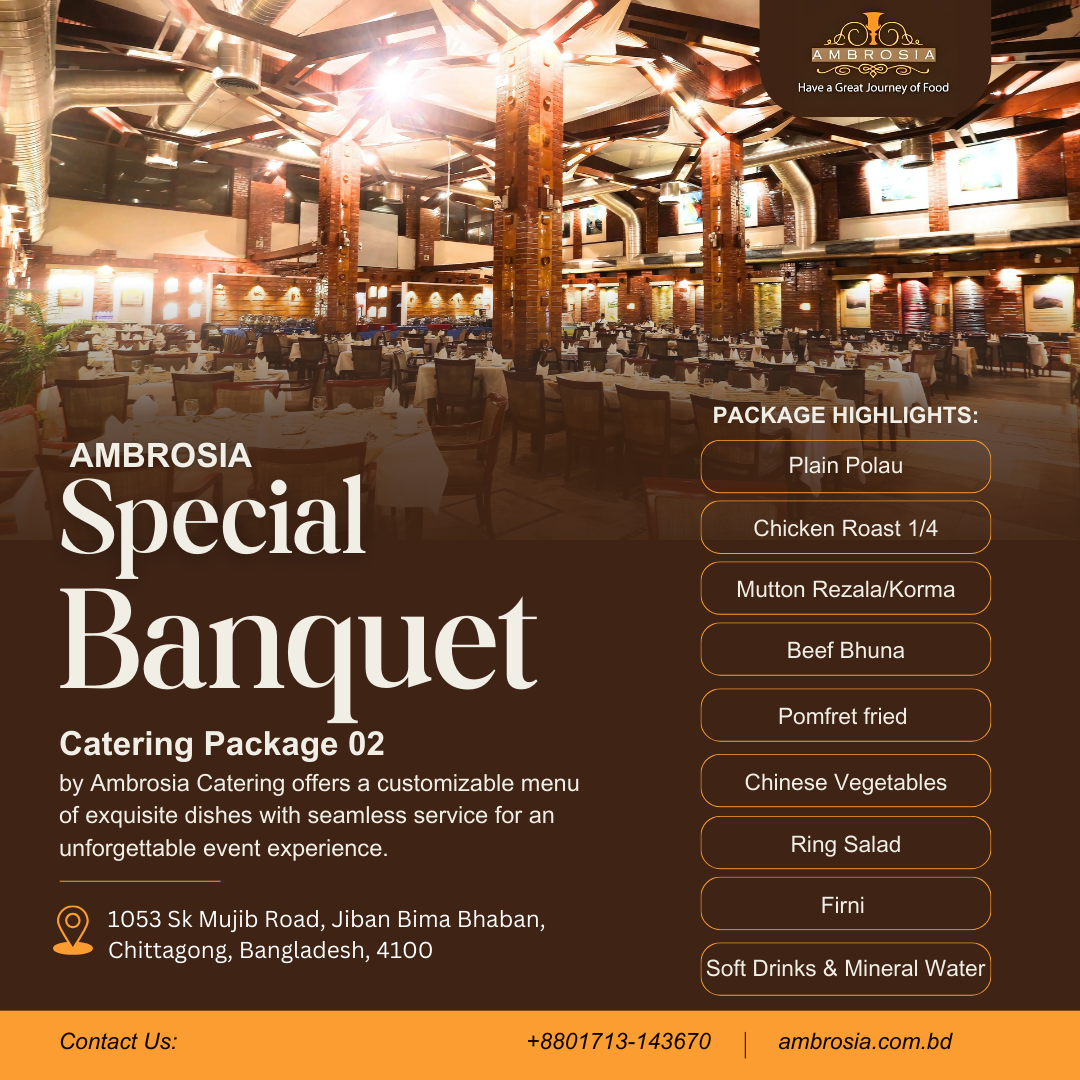 AMBROSIA
Have a Great Journey of Food
AMBROSIA
Special
Banquet
Catering Package 02
by Ambrosia Catering offers a customizable menu
of exquisite dishes with seamless service for an
unforgettable event experience.
1053 Sk Mujib Road, Jiban Bima Bhaban,
Chittagong, Bangladesh, 4100
PACKAGE HIGHLIGHTS:
Plain Polau
Chicken Roast 1/4
Mutton Rezala/Korma
Beef Bhuna
Pomfret fried
Chinese Vegetables
Ring Salad
Firni
Soft Drinks & Mineral Water
Contact Us: +8801713-143670 | ambrosia.com.bd